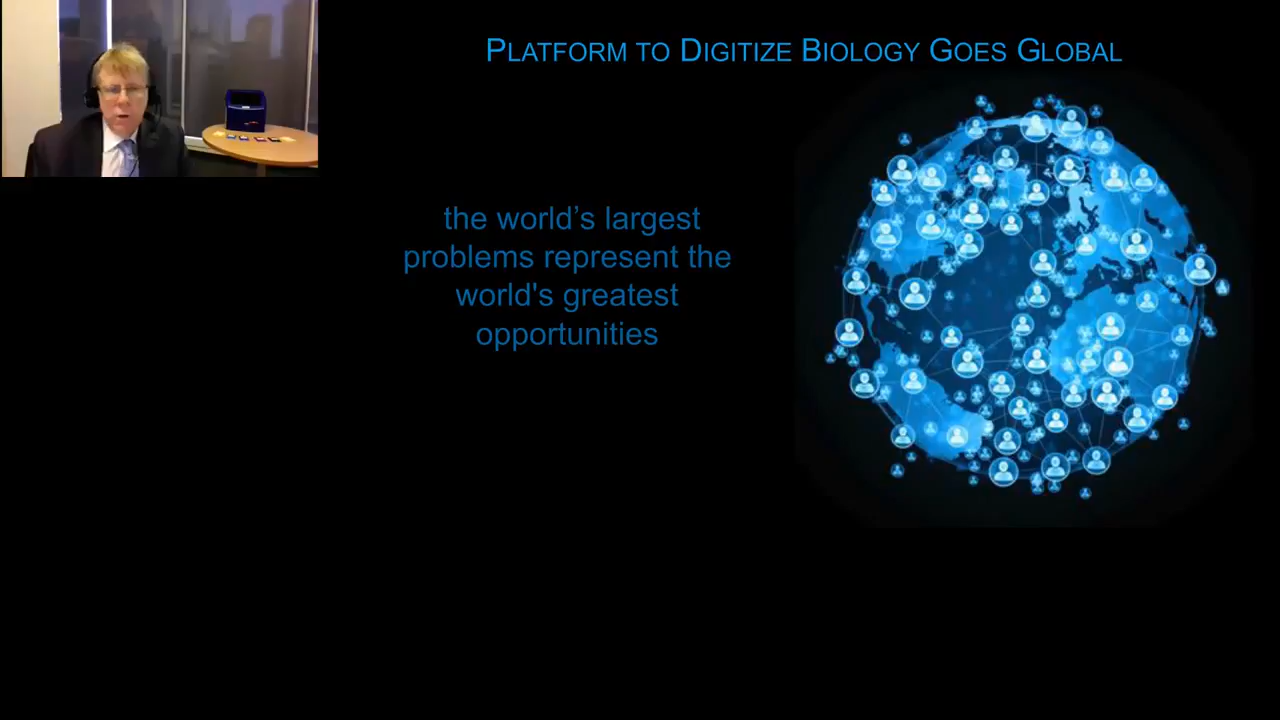 PLATFORM TO DIGITIZE BIOLOGY GOES GLOBAL
the world’s largest
problems represent the
world's greatest
opportunities